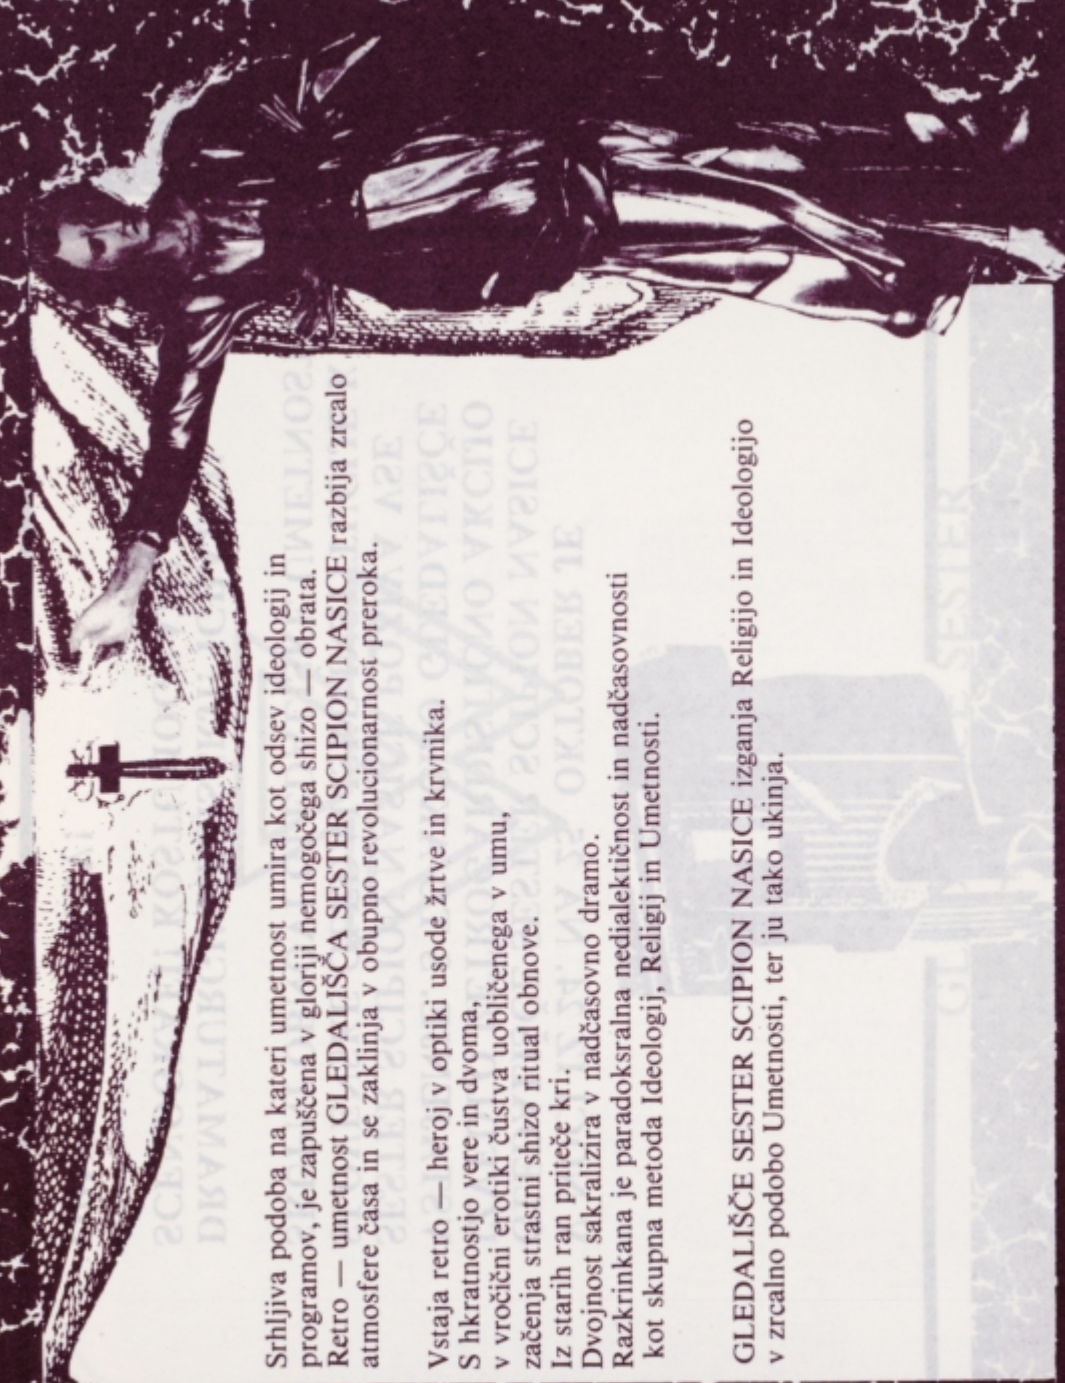 Srhljiva podoba na kateri umetnost umira kot odsev ideologij in
programov, je zapuščena v gloriji nemogočega shizo — obrata.
Retro — umetnost GLEDALIŠČA SESTER SCIPION NASICE razbija zrcalo
atmosfere časa in se zaklinja v obupno revolucionarnost preroka.
Vstaja retro — heroj v optiki usode žrtve in krvnika.
S hkratnostjo vere in dvoma,
v vročični erotiki čustva uobličenega v umu,
začenja strastni shizo ritual obnove.
Iz starih ran priteče kri.
Dvojnost sakralizira v nadčasovno dramo.
Razkrinkana je paradoksralna nedialektičnost in nadčasovnosti
kot skupna metoda Ideologij, Religij in Umetnosti.
GLEDALIŠČE SESTER SCIPION NASICE izganja Religijo in Ideologijo
v zrcalno podobo Umetnosti, ter ju tako ukinja.